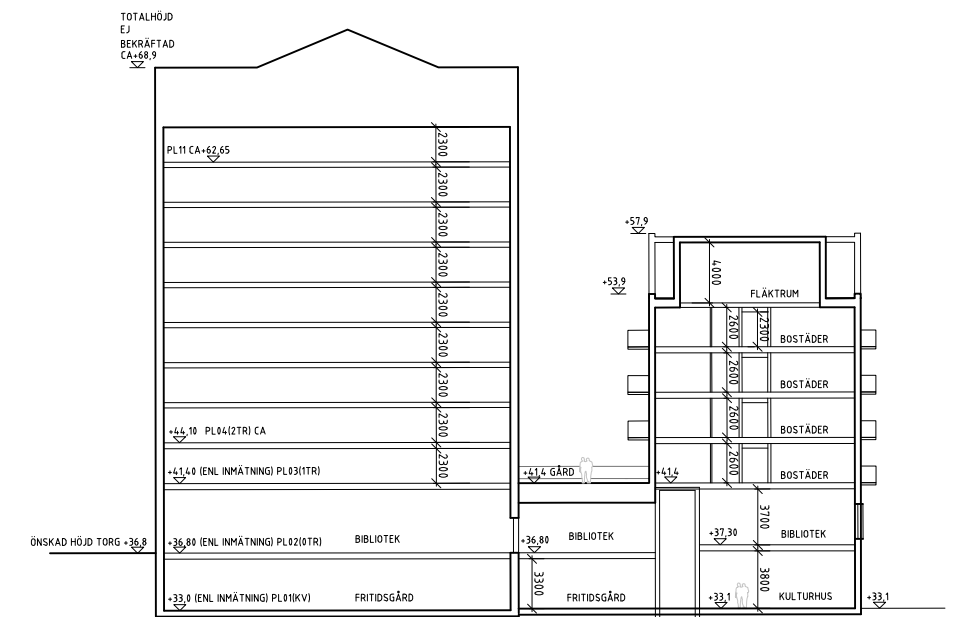 TOTALHÖJD
EJ
BEKRÄFTAD
CA+68,9
2300
PL11 CA+62,65
2300
2300
2300
2300
2300
2300
2300
+44,10 PL04(2TR) CA
2300
+41,40 (ENL INMÄTNING) PL03(1TR)
ÖNSKAD HÖJD TORG +36,8
+36,80 (ENL INMÄTNING) PL02(0TR)
BIBLIOTEK
+33,0 (ENL INMÄTNING) PL01(KV)
FRITIDSGÅRD
+41,4 GÅRD
+36,80
BIBLIOTEK
3300
FRITIDSGÅRD
+57,9
+53,9
4000
FLÄKTRUM
2600
2300
BOSTÄDER
2600
BOSTÄDER
2600
BOSTÄDER
+41,4
2600
BOSTÄDER
3700
+37,30
BIBLIOTEK
3800
+33,1
KULTURHUS
+33,1